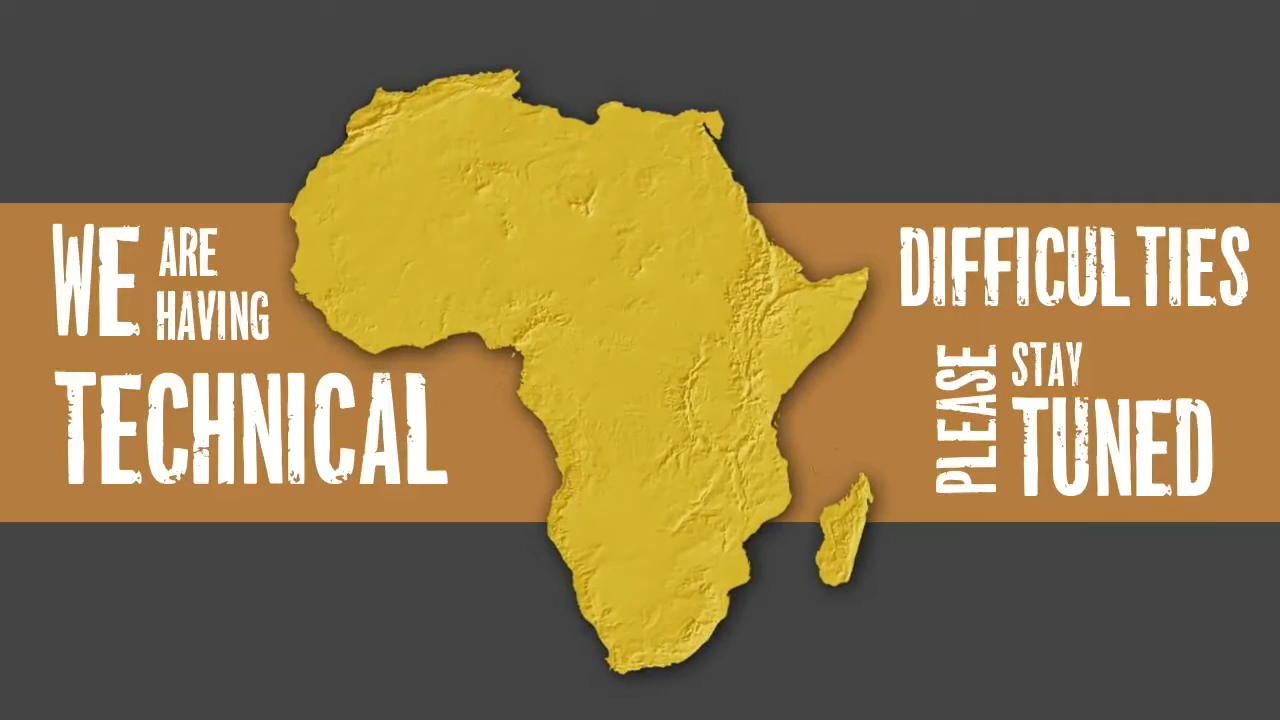 WE ARE
HAVING
TECHNICAL
DIFFICULTIES
PLEASE
STAY
TUNED